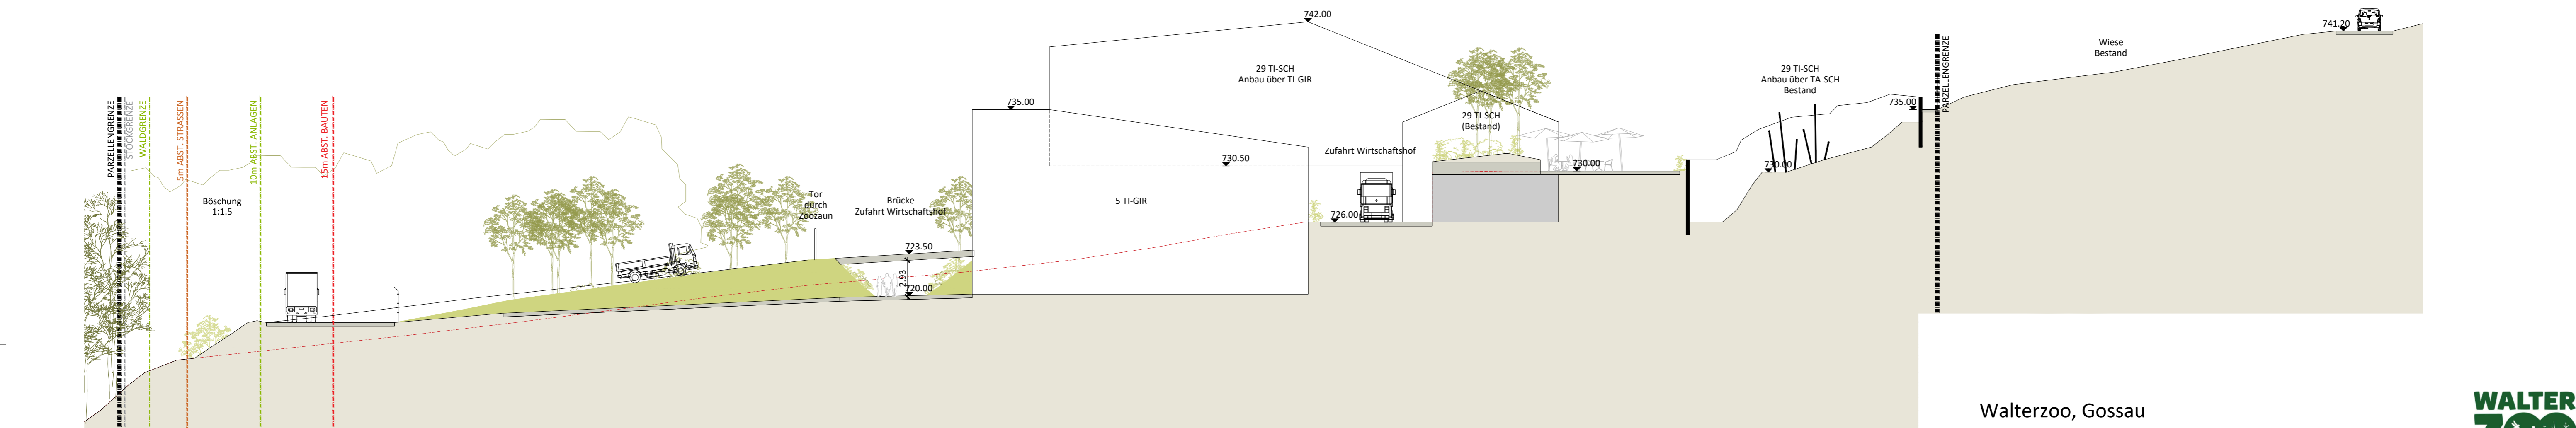 PARZELLENGRENZE
STOCKGRENZE
WALDGRENZE
5m ABST. STRASSEN
10m ABST. ANLAGEN
15m ABST. BAUTEN
Böschung
1:1.5
Tor
durch
Zoozaun
Brücke
Zufahrt Wirtschaftshof
723.50
2.93
720.00
735.00
742.00
29 TI-SCH
Anbau über TI-GIR
730.50
5 TI-GIR
Zufahrt Wirtschaftshof
726.00
29 TI-SCH
(Bestand)
730.00
29 TI-SCH
Anbau über TA-SCH
Bestand
730.00
735.00
PARZELLENGRENZE
Wiese
Bestand
741.20
Walterzoo, Gossau
WALTER
ZOO